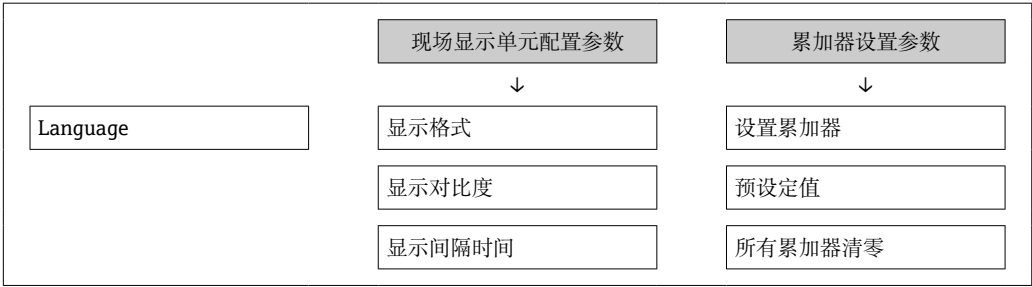 现场显示单元配置参数
累加器设置参数
↓
↓
Language
显示格式
设置累加器
显示对比度
预设定值
显示间隔时间
所有累加器清零